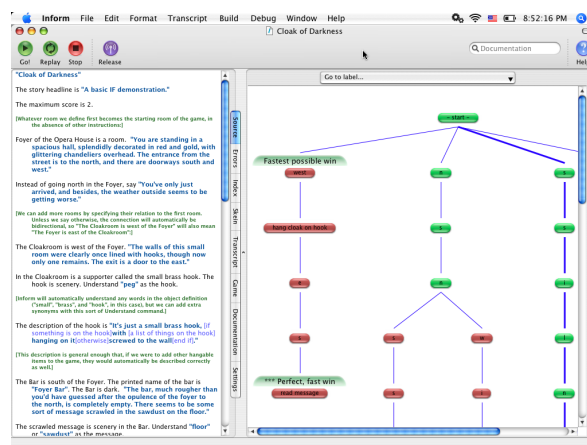 Inform File Edit Format Transcript Build Debug Window Help 8:52:16 PM
Cloak of Darkness
Go! Replay Stop Release
Documentation
Help
"Cloak of Darkness"
The story headline is "A basic IF demonstration."
The maximum score is 2.
[Whatever room we define first becomes the starting room of the game, in
the absence of other instructions:]
Foyer of the Opera House is a room. "You are standing in a
spacious hall, splendidly decorated in red and gold, with
glittering chandeliers overhead. The entrance from the
street is to the north, and there are doorways south and
west."
Instead of going north in the Foyer, say "You've only just
arrived, and besides, the weather outside seems to be
getting worse."
[We can add more rooms by specifying their relation to the first room.
Unless we say otherwise, the connection will automatically be
bidirectional, so "The Cloakroom is west of the Foyer" will also mean
"The Foyer is east of the Cloakroom":]
The Cloakroom is west of the Foyer. "The walls of this small
room were clearly once lined with hooks, though now
only one remains. The exit is a door to the east."
In the Cloakroom is a supporter called the small brass hook. The
hook is scenery. Understand "peg" as the hook.
[Inform will automatically understand any words in the object definition
("small", "brass", and "hook", in this case), but we can add extra
synonyms with this sort of Understand command.]
The description of the hook is "It's just a small brass hook, [if
something is on the hook]with [a list of things on the hook]
hanging on it[otherwise]screwed to the wall[end if]."
[This description is general enough that, if we were to add other hangable
items to the game, they would automatically be described correctly
as well.]
The Bar is south of the Foyer. The printed name of the bar is
"Foyer Bar". The Bar is dark. "The bar, much rougher than
you'd have guessed after the opulence of the foyer to
the north, is completely empty. There seems to be some
sort of message scrawled in the sawdust on the floor."
The scrawled message is scenery in the Bar. Understand "floor"
or "sawdust" as the message.
Source
Errors
Index
Skein
Transcript
Game
Documentation
Settings
Go to label...
- start -
Fastest possible win
west n s
hang cloak on hook s s
e n i
s s w i
*** Perfect, fast win
read message s n